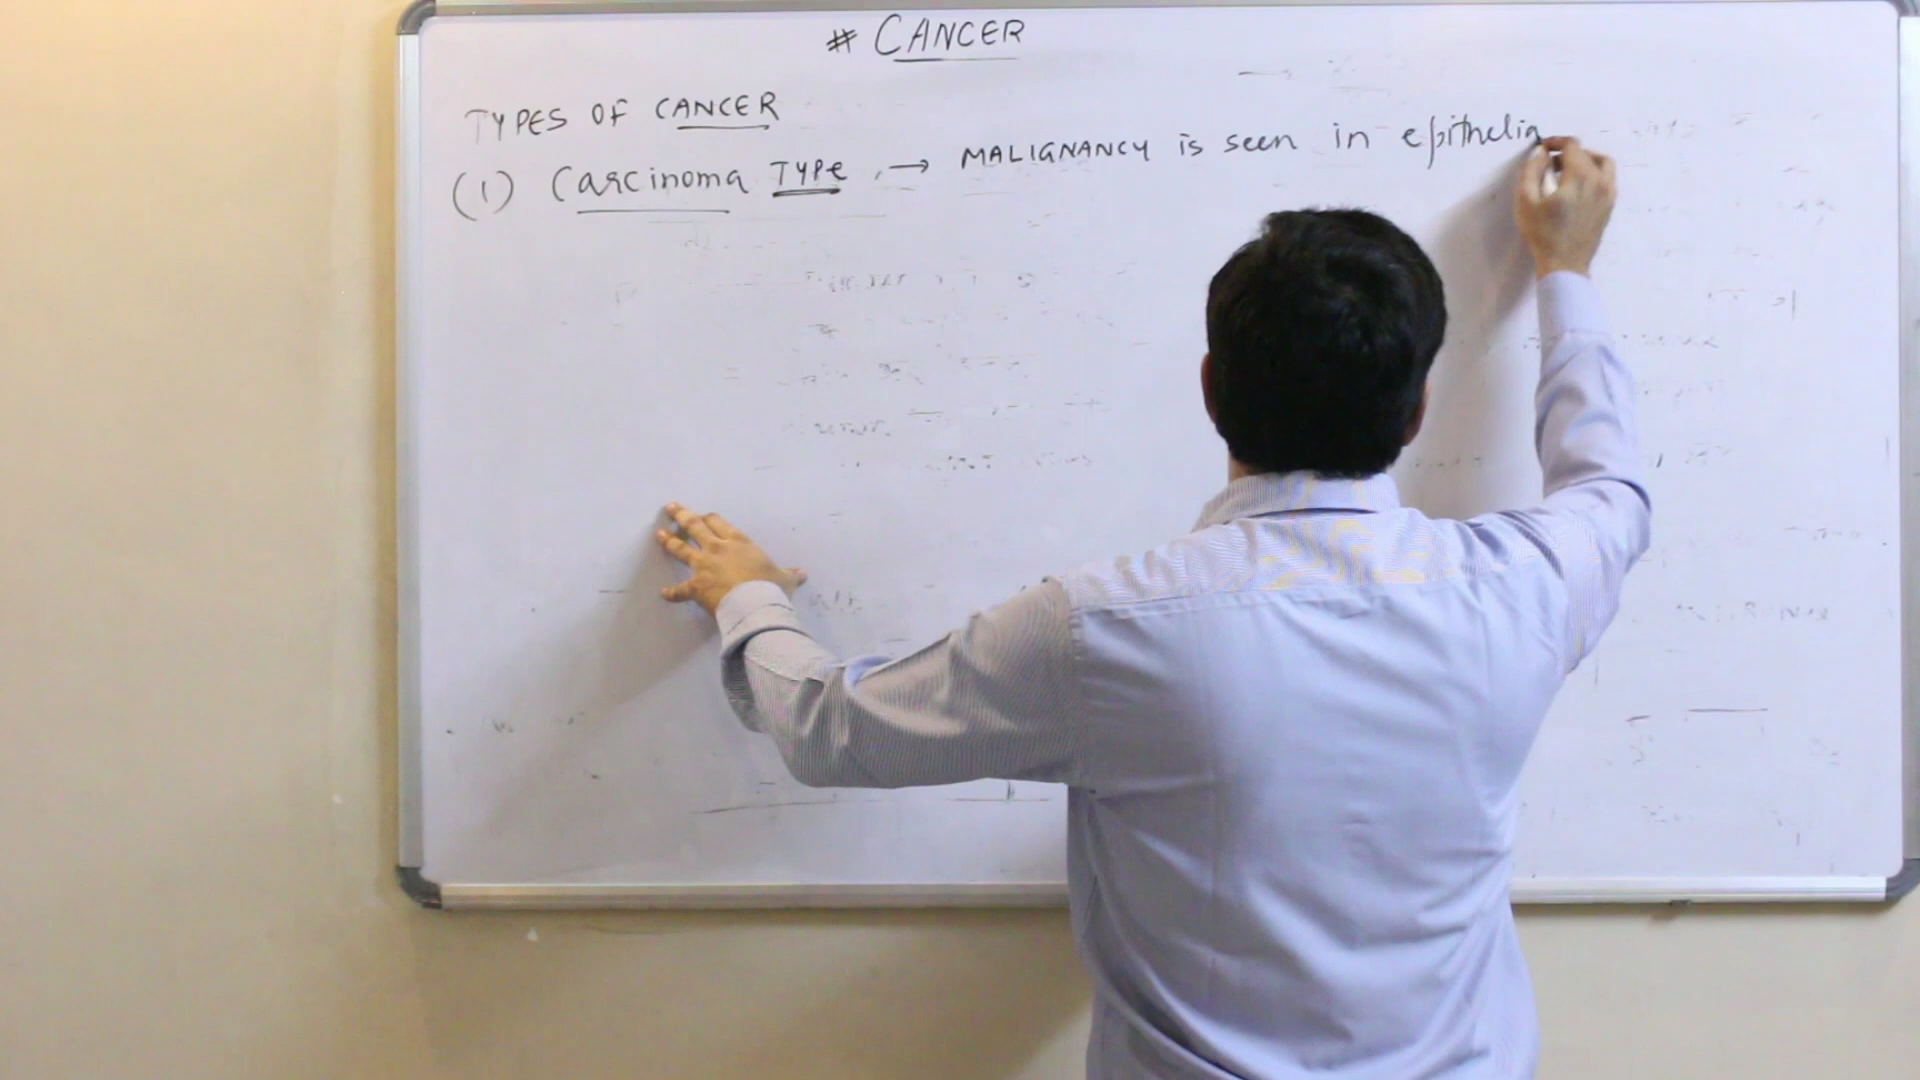 # CANCER
TYPES OF CANCER
(1) Carcinoma TYPE, → MALIGNANCY is seen in epithelia